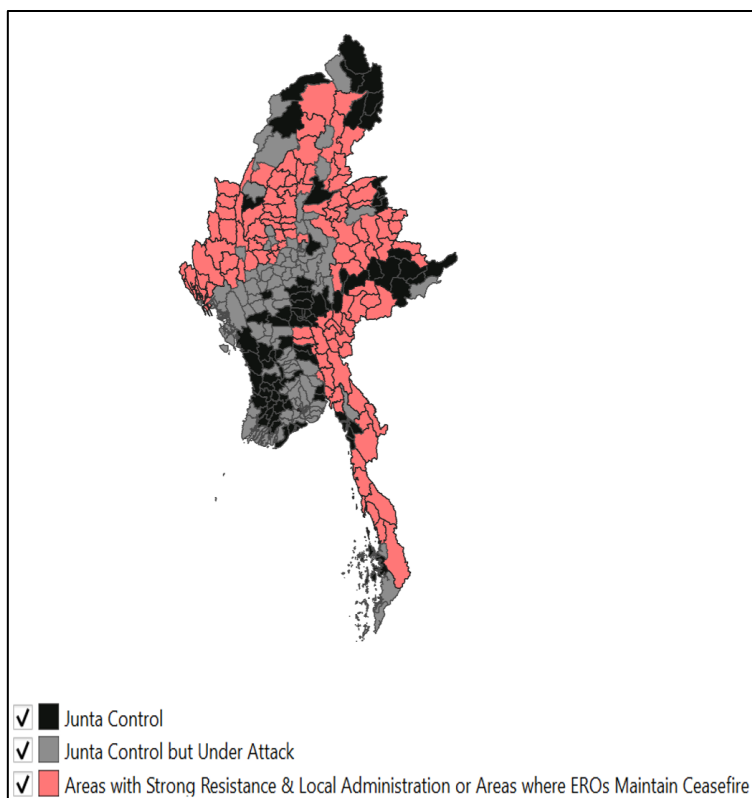 Junta Control
Junta Control but Under Attack
Areas with Strong Resistance & Local Administration or Areas where EROs Maintain Ceasefire